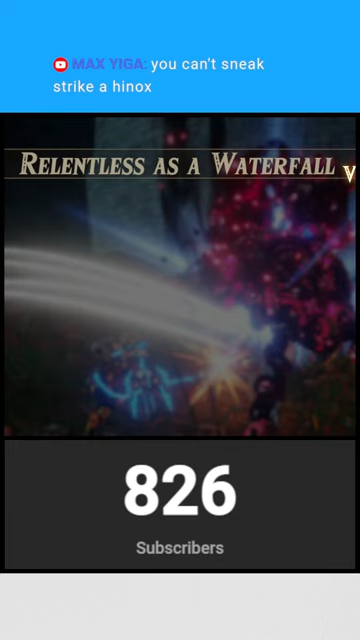 MAX YIGA: you can't sneak
strike a hinox
RELENTLESS AS A WATERFALL V
826
Subscribers